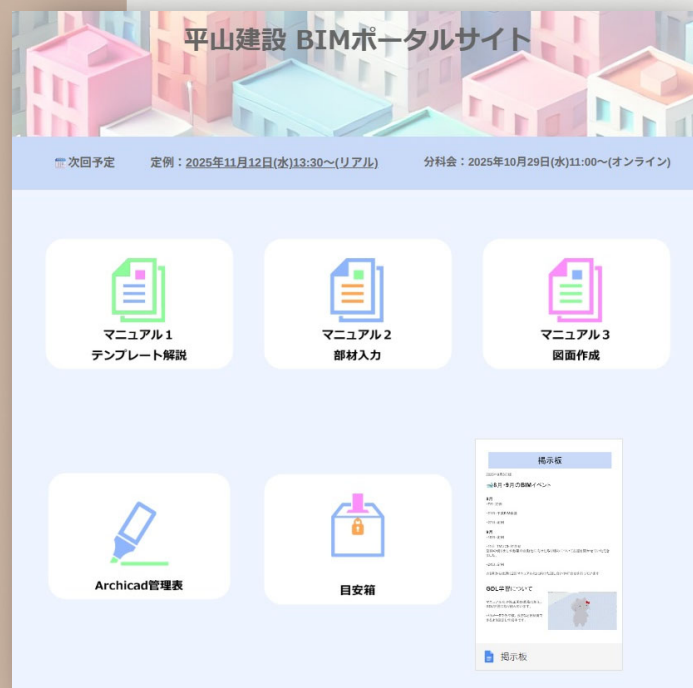 平山建設 BIMポータルサイト
次回予定 定例：2025年11月12日(水)13:30～(リアル) 分科会：2025年10月29日(水)11:00～(オンライン)
マニュアル１
テンプレート解説
マニュアル２
部材入力
マニュアル３
図面作成
Archicad管理表
目安箱
掲示板
8月・9月のBIMイベント
8月
9月
GDL学習について
掲示板